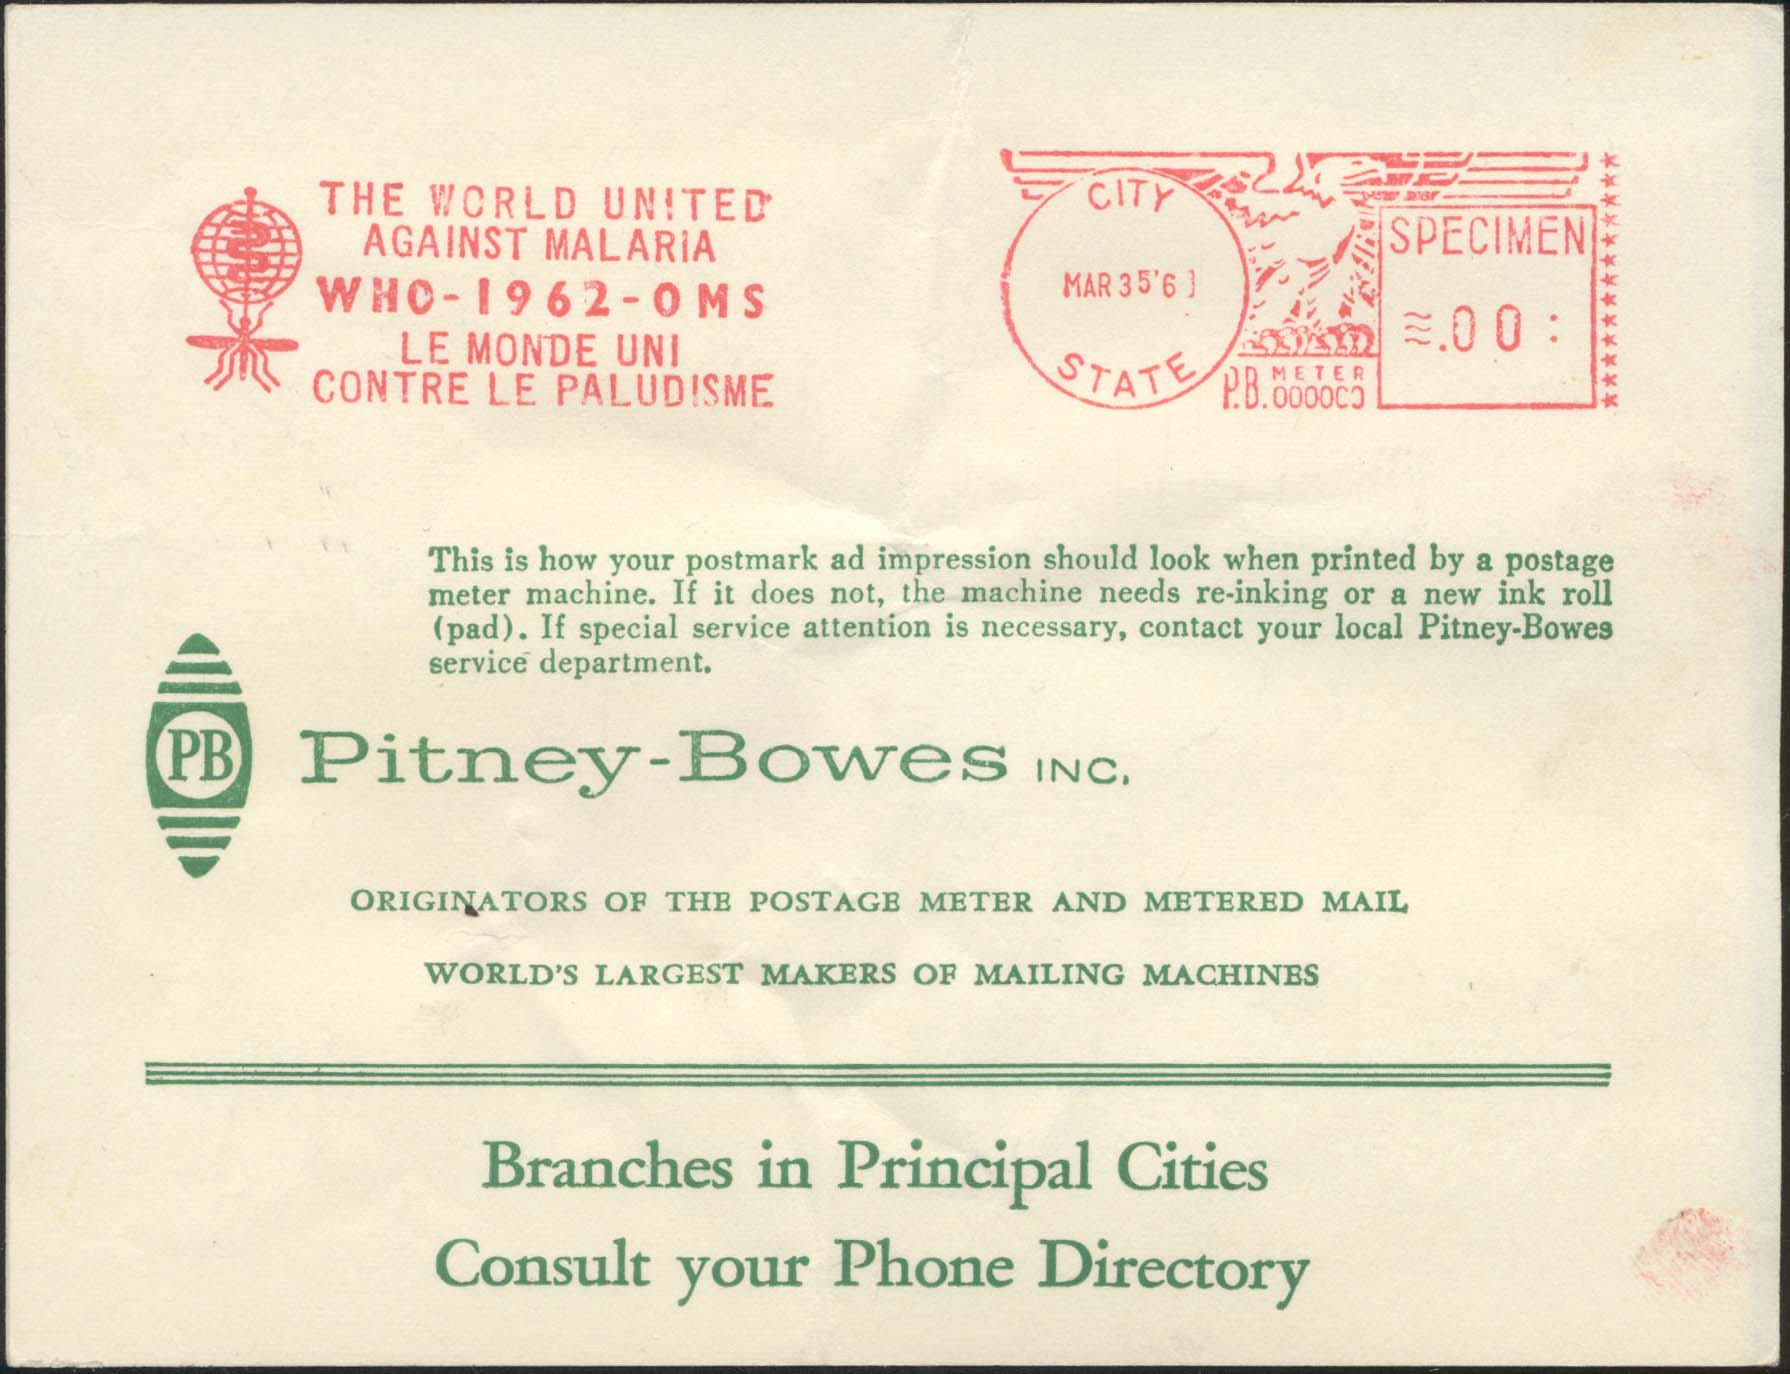 THE WORLD UNITED
AGAINST MALARIA
WHO-1962-OMS
LE MONDE UNI
CONTRE LE PALUDISME
CITY
MAR 35 '61
STATE
P.B. METER
000000
SPECIMEN
.00
This is how your postmark ad impression should look when printed by a postage
meter machine. If it does not, the machine needs re-inking or a new ink roll
(pad). If special service attention is necessary, contact your local Pitney-Bowes
service department.
PB
Pitney-Bowes INC.
ORIGINATORS OF THE POSTAGE METER AND METERED MAIL
WORLD'S LARGEST MAKERS OF MAILING MACHINES
Branches in Principal Cities
Consult your Phone Directory